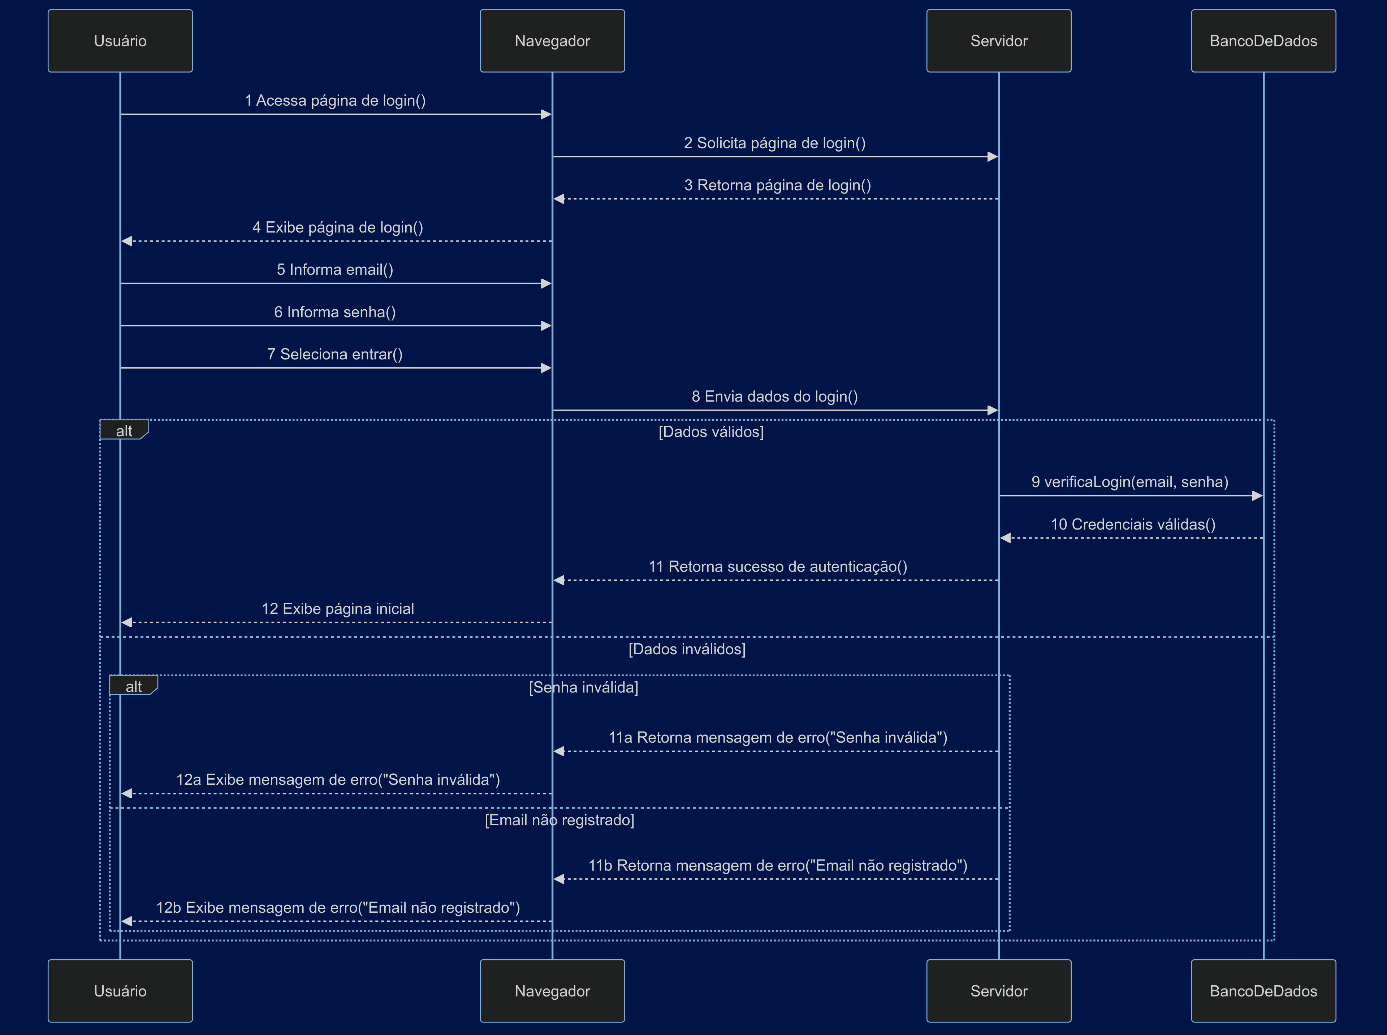 Usuário
Navegador
Servidor
BancoDeDados
1 Acessa página de login()
2 Solicita página de login()
3 Retorna página de login()
4 Exibe página de login()
5 Informa email()
6 Informa senha()
7 Seleciona entrar()
8 Envia dados do login()
alt
[Dados válidos]
9 verificaLogin(email, senha)
10 Credenciais válidas()
11 Retorna sucesso de autenticação()
12 Exibe página inicial
[Dados inválidos]
alt
[Senha inválida]
11a Retorna mensagem de erro("Senha inválida")
12a Exibe mensagem de erro("Senha inválida")
[Email não registrado]
11b Retorna mensagem de erro("Email não registrado")
12b Exibe mensagem de erro("Email não registrado")
Usuário
Navegador
Servidor
BancoDeDados